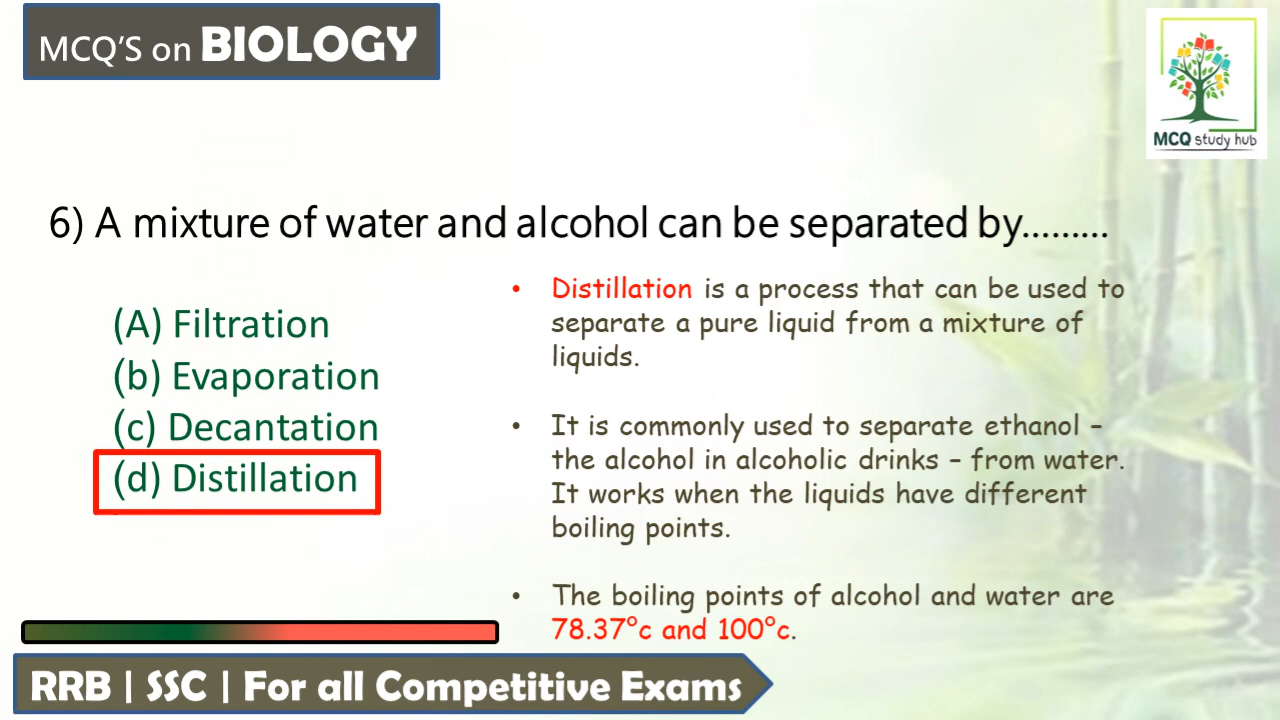 MCQ'S on BIOLOGY
MCQ study hub
6) A mixture of water and alcohol can be separated by.........
(A) Filtration
(b) Evaporation
(c) Decantation
(d) Distillation
• Distillation is a process that can be used to
separate a pure liquid from a mixture of
liquids.
• It is commonly used to separate ethanol –
the alcohol in alcoholic drinks – from water.
It works when the liquids have different
boiling points.
• The boiling points of alcohol and water are
78.37°c and 100°c.
RRB | SSC | For all Competitive Exams